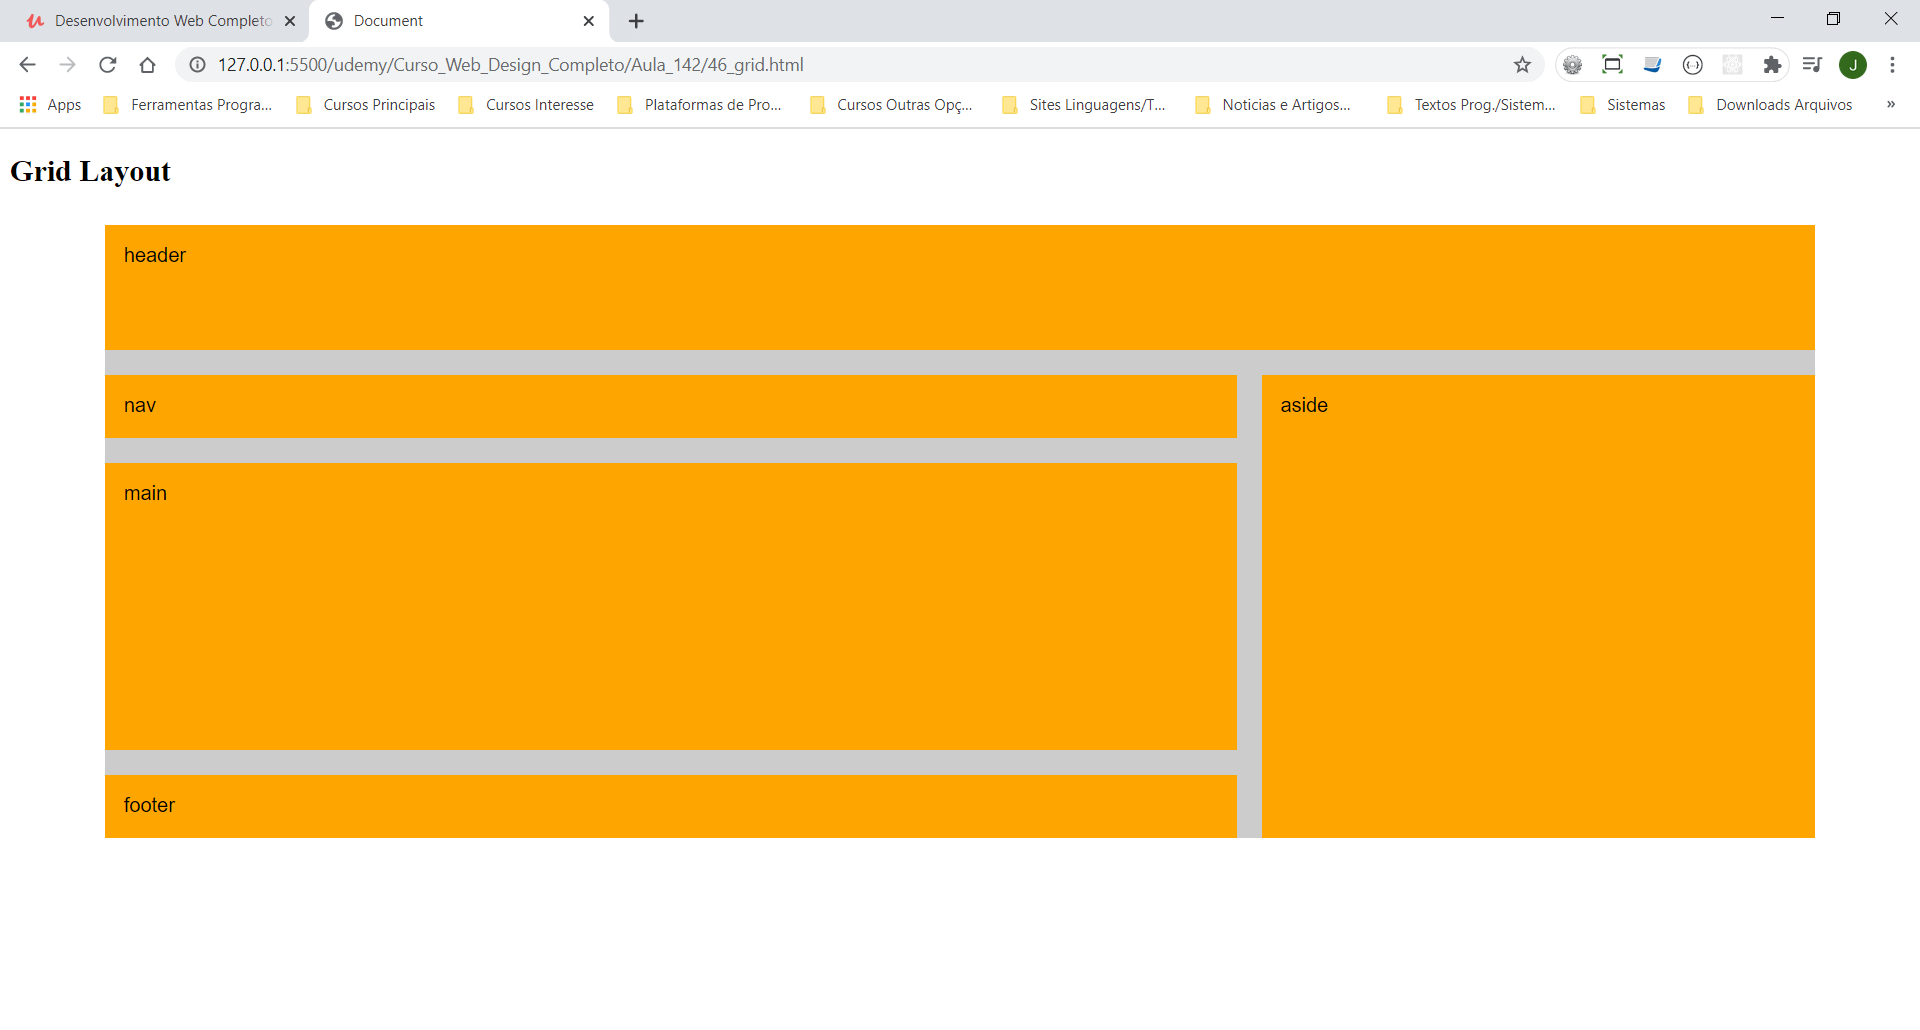 Desenvolvimento Web Completo
Document
127.0.0.1:5500/udemy/Curso_Web_Design_Completo/Aula_142/46_grid.html
J
Apps
Ferramentas Progra...
Cursos Principais
Cursos Interesse
Plataformas de Pro...
Cursos Outras Opç...
Sites Linguagens/T...
Noticias e Artigos...
Textos Prog./Sistem...
Sistemas
Downloads Arquivos
»
Grid Layout
header
nav
aside
main
footer